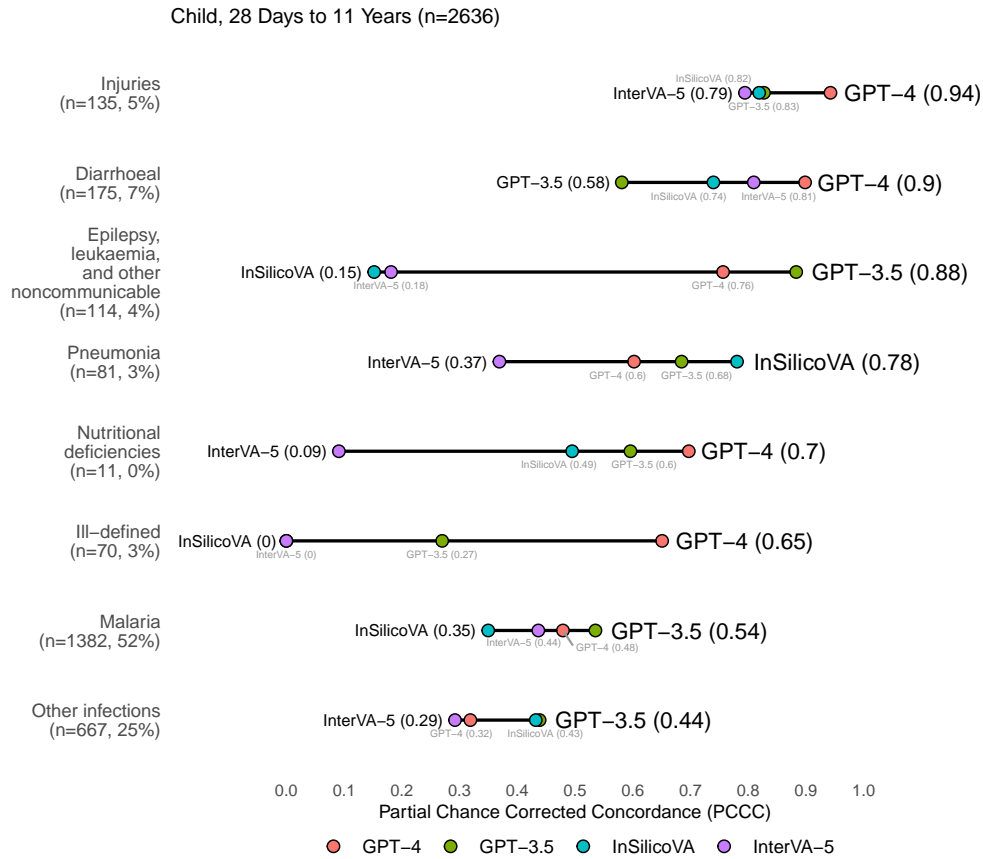 Child, 28 Days to 11 Years (n=2636)
Injuries
(n=135, 5%)
InSilicoVA (0.82)
InterVA−5 (0.79)
GPT−3.5 (0.83)
GPT−4 (0.94)
Diarrhoeal
(n=175, 7%)
GPT−3.5 (0.58)
InSilicoVA (0.74)
InterVA−5 (0.81)
GPT−4 (0.9)
Epilepsy,
leukaemia,
and other
noncommunicable
(n=114, 4%)
InSilicoVA (0.15)
InterVA−5 (0.18)
GPT−4 (0.76)
GPT−3.5 (0.88)
Pneumonia
(n=81, 3%)
InterVA−5 (0.37)
GPT−4 (0.6)
GPT−3.5 (0.68)
InSilicoVA (0.78)
Nutritional
deficiencies
(n=11, 0%)
InterVA−5 (0.09)
InSilicoVA (0.49)
GPT−3.5 (0.6)
GPT−4 (0.7)
Ill−defined
(n=70, 3%)
InSilicoVA (0)
InterVA−5 (0)
GPT−3.5 (0.27)
GPT−4 (0.65)
Malaria
(n=1382, 52%)
InSilicoVA (0.35)
InterVA−5 (0.44)
GPT−4 (0.48)
GPT−3.5 (0.54)
Other infections
(n=667, 25%)
InterVA−5 (0.29)
GPT−4 (0.32)
InSilicoVA (0.43)
GPT−3.5 (0.44)
0.0 0.1 0.2 0.3 0.4 0.5 0.6 0.7 0.8 0.9 1.0
Partial Chance Corrected Concordance (PCCC)
GPT−4 GPT−3.5 InSilicoVA InterVA−5